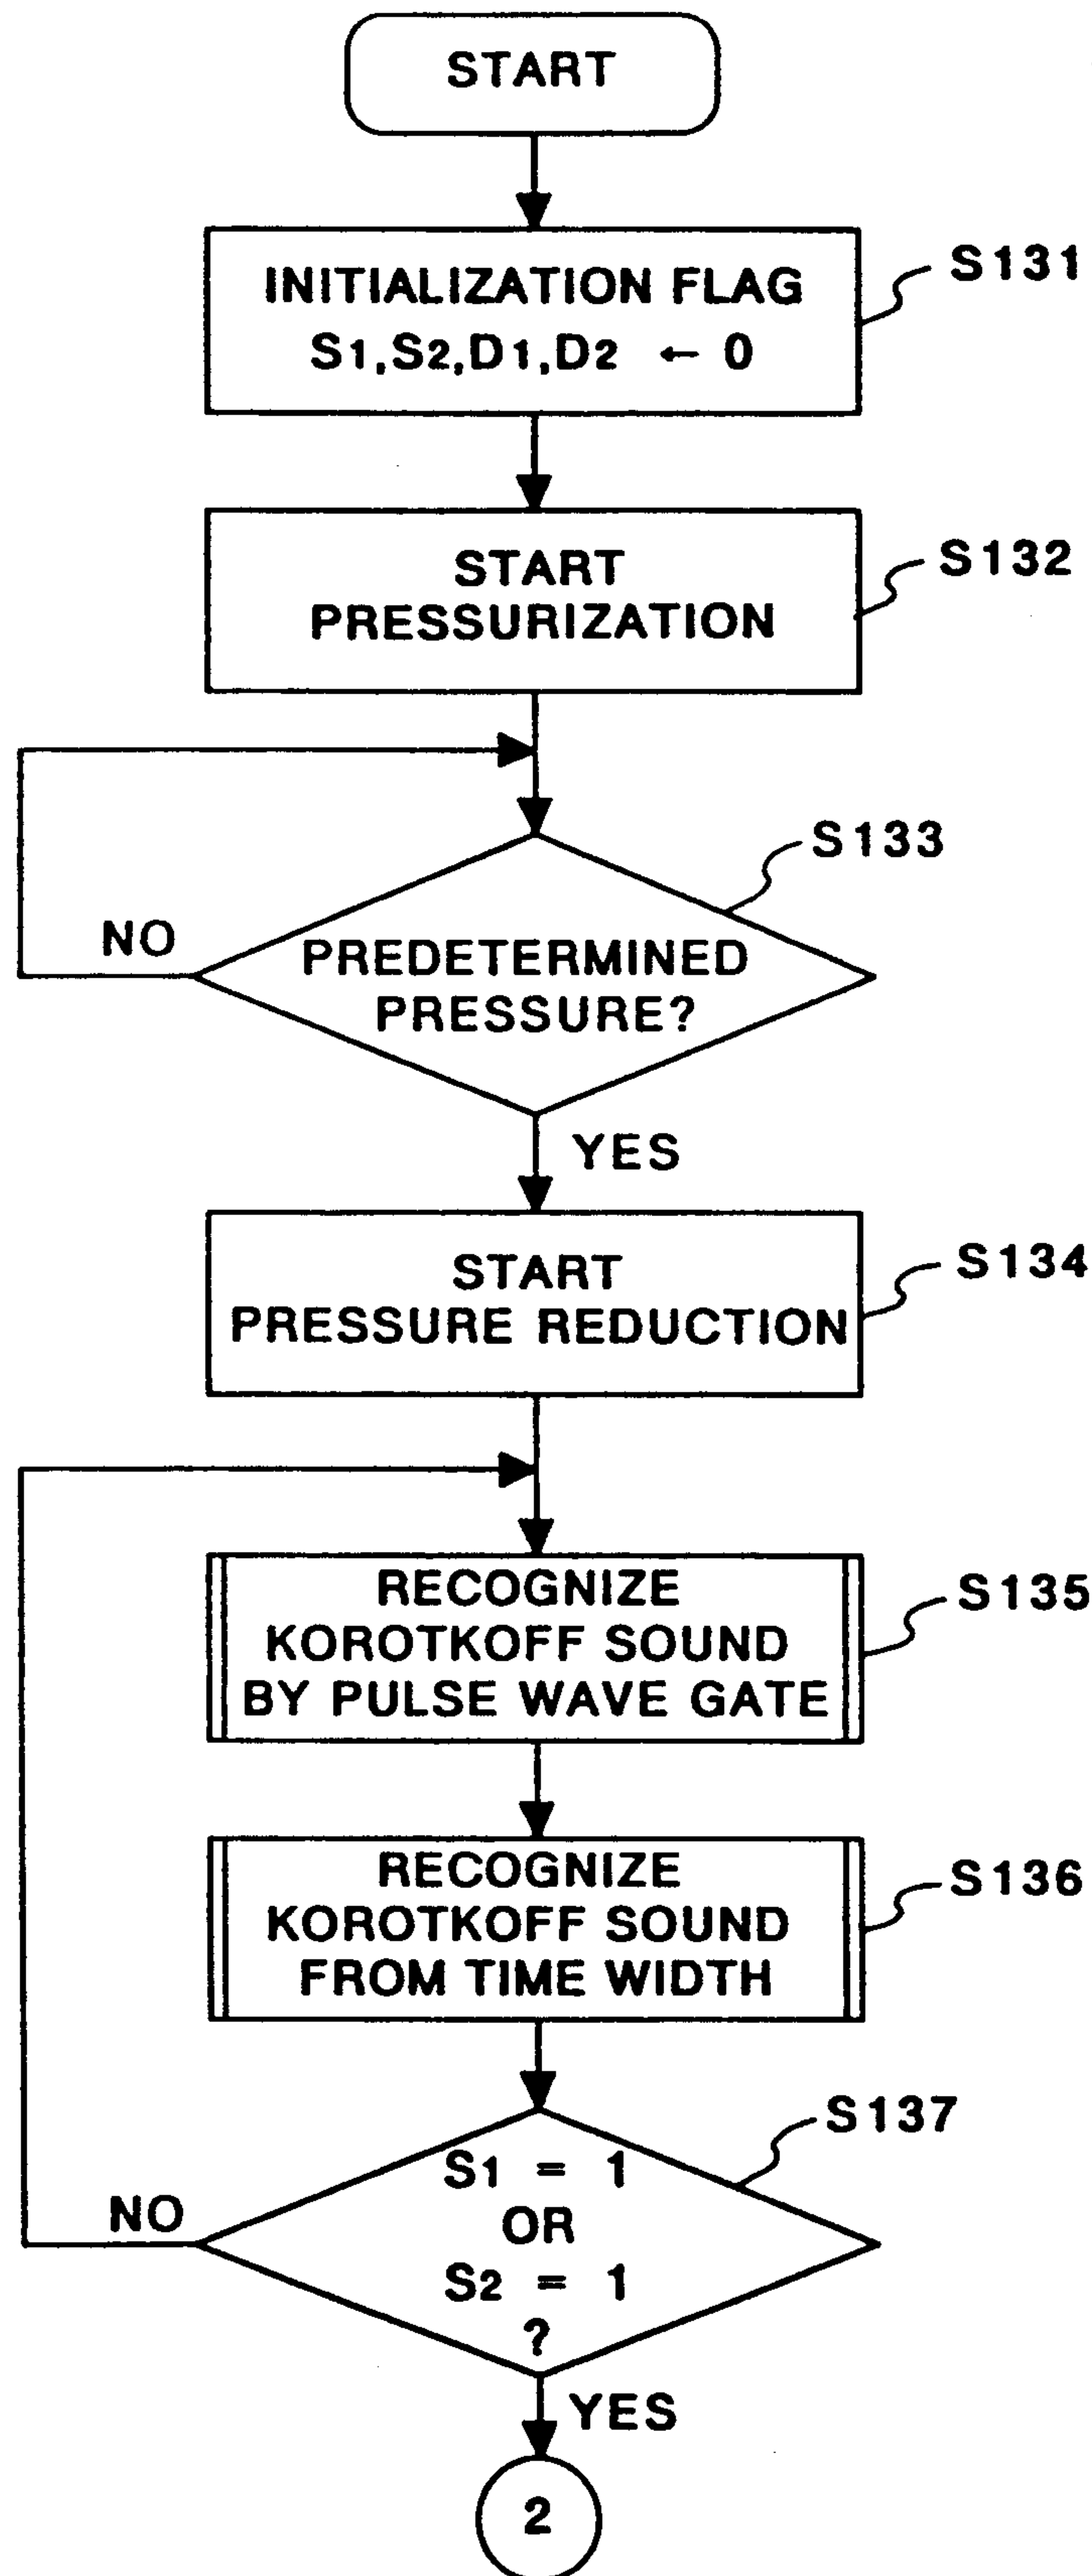 START
INITIALIZATION FLAG
S1,S2,D1,D2 ← 0
S131
START
PRESSURIZATION
S132
S133
NO
PREDETERMINED
PRESSURE?
YES
START
PRESSURE REDUCTION
S134
RECOGNIZE
KOROTKOFF SOUND
BY PULSE WAVE GATE
S135
RECOGNIZE
KOROTKOFF SOUND
FROM TIME WIDTH
S136
S137
NO
S1 = 1
OR
S2 = 1
?
YES
2